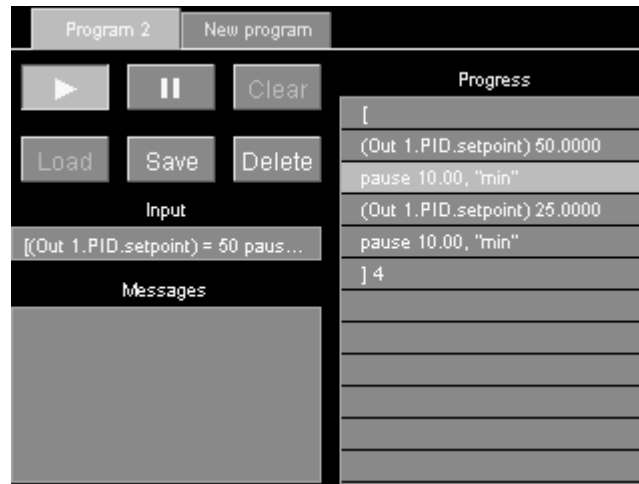 Program 2
New program
Clear
Load
Save
Delete
Input
[(Out 1.PID.setpoint) = 50 paus...
Messages
Progress
[
(Out 1.PID.setpoint) 50.0000
pause 10.00, "min"
(Out 1.PID.setpoint) 25.0000
pause 10.00, "min"
] 4